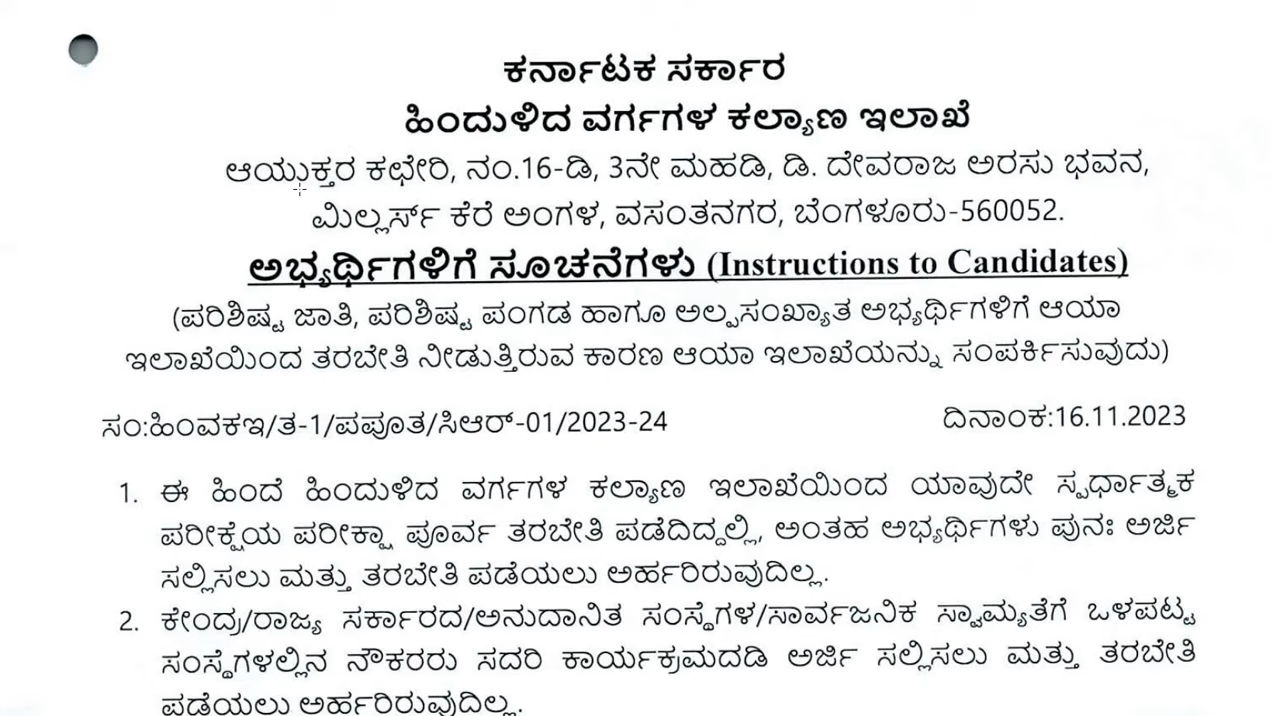 ಕರ್ನಾಟಕ ಸರ್ಕಾರ
ಹಿಂದುಳಿದ ವರ್ಗಗಳ ಕಲ್ಯಾಣ ಇಲಾಖೆ
ಆಯುಕ್ತರ ಕಛೇರಿ, ನಂ.16-ಡಿ, 3ನೇ ಮಹಡಿ, ಡಿ. ದೇವರಾಜ ಅರಸು ಭವನ,
ಮಿಲ್ಲರ್ಸ್ ಕೆರೆ ಅಂಗಳ, ವಸಂತನಗರ, ಬೆಂಗಳೂರು-560052.
ಅಭ್ಯರ್ಥಿಗಳಿಗೆ ಸೂಚನೆಗಳು (Instructions to Candidates)
(ಪರಿಶಿಷ್ಟ ಜಾತಿ, ಪರಿಶಿಷ್ಟ ಪಂಗಡ ಹಾಗೂ ಅಲ್ಪಸಂಖ್ಯಾತ ಅಭ್ಯರ್ಥಿಗಳಿಗೆ ಆಯಾ
ಇಲಾಖೆಯಿಂದ ತರಬೇತಿ ನೀಡುತ್ತಿರುವ ಕಾರಣ ಆಯಾ ಇಲಾಖೆಯನ್ನು ಸಂಪರ್ಕಿಸುವುದು)
ಸಂ:ಹಿಂವಕಇ/ತ-1/ಪಪೂತ/ಸಿಆರ್-01/2023-24 ದಿನಾಂಕ:16.11.2023
1. ಈ ಹಿಂದೆ ಹಿಂದುಳಿದ ವರ್ಗಗಳ ಕಲ್ಯಾಣ ಇಲಾಖೆಯಿಂದ ಯಾವುದೇ ಸ್ಪರ್ಧಾತ್ಮಕ
ಪರೀಕ್ಷೆಯ ಪರೀಕ್ಷಾ ಪೂರ್ವ ತರಬೇತಿ ಪಡೆದಿದ್ದಲ್ಲಿ, ಅಂತಹ ಅಭ್ಯರ್ಥಿಗಳು ಪುನಃ ಅರ್ಜಿ
ಸಲ್ಲಿಸಲು ಮತ್ತು ತರಬೇತಿ ಪಡೆಯಲು ಅರ್ಹರಿರುವುದಿಲ್ಲ.
2. ಕೇಂದ್ರ/ರಾಜ್ಯ ಸರ್ಕಾರದ/ಅನುದಾನಿತ ಸಂಸ್ಥೆಗಳ/ಸಾರ್ವಜನಿಕ ಸ್ವಾಮ್ಯತೆಗೆ ಒಳಪಟ್ಟ
ಸಂಸ್ಥೆಗಳಲ್ಲಿನ ನೌಕರರು ಸದರಿ ಕಾರ್ಯಕ್ರಮದಡಿ ಅರ್ಜಿ ಸಲ್ಲಿಸಲು ಮತ್ತು ತರಬೇತಿ
ಪಡೆಯಲು ಅರ್ಹರಿರುವುದಿಲ್ಲ.